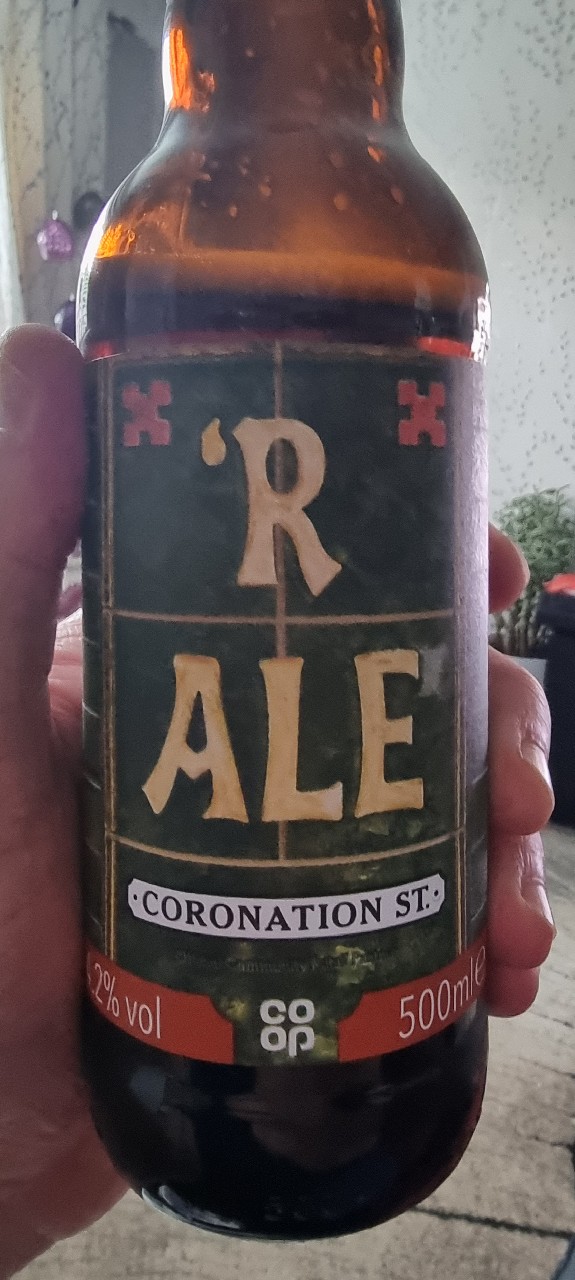 'R
ALE
·CORONATION ST.·
.2% vol
500ml℮
CO
OP